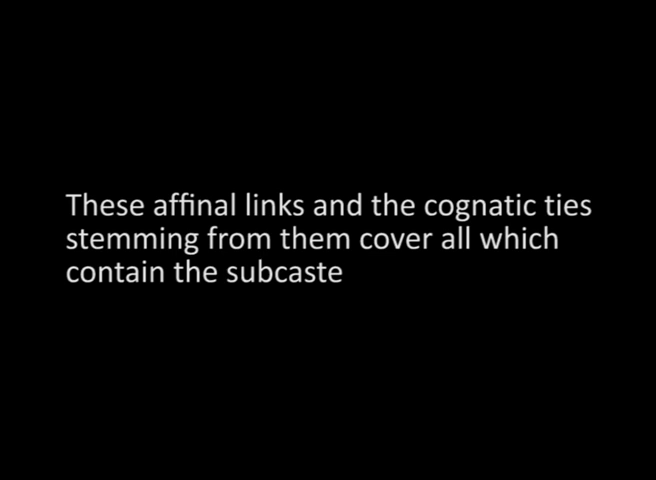 These affinal links and the cognatic ties
stemming from them cover all which
contain the subcaste